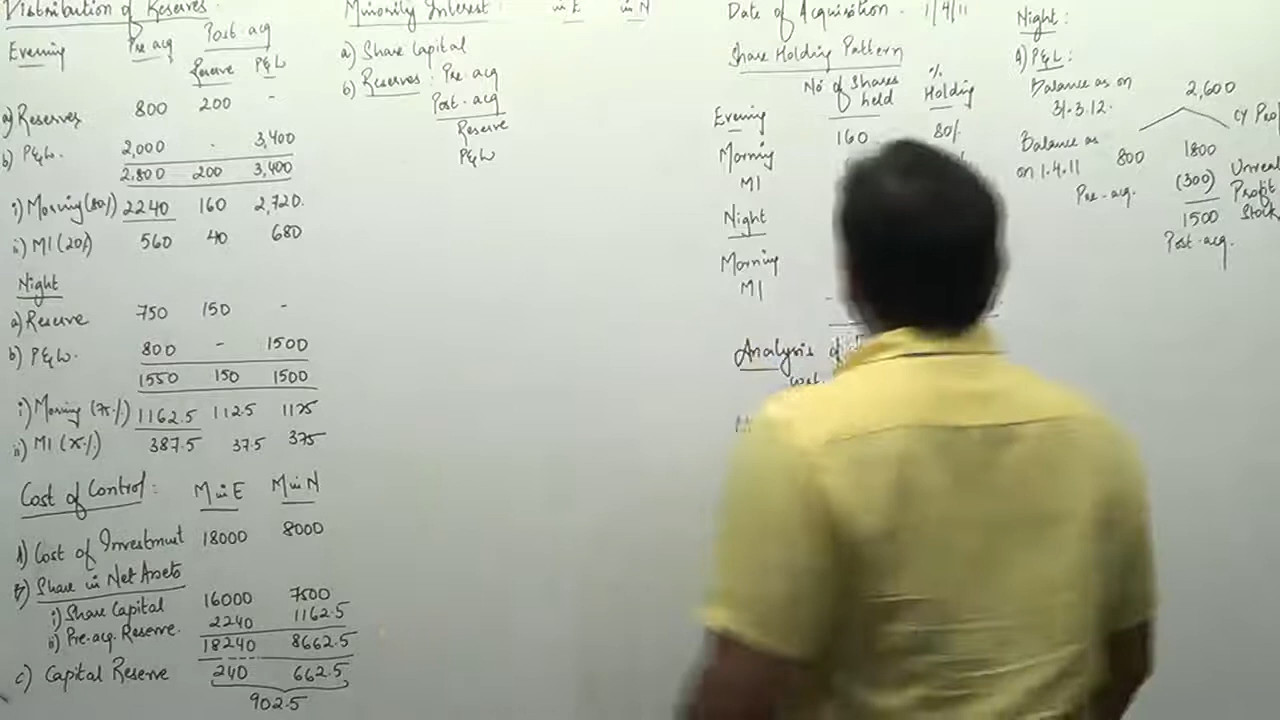 Distribution of Reserves.
Evening Pre acq Post-acq
Reserve P&L
a) Reserves 800 200 -
b) P&L. 2,000 - 3,400
2,800 200 3,400
i) Morning (80%) 2240 160 2,720.
ii) MI (20%) 560 40 680
Night
a) Reserve 750 150 -
b) P&L. 800 - 1500
1550 150 1500
i) Morning (75%) 1162.5 112.5 1125
ii) MI (25%) 387.5 37.5 375
Cost of Control: M in E M in N
A) Cost of Investment 18000 8000
B) Share in Net Assets
i) Share Capital 16000 7500
ii) Pre-acq. Reserve. 2240 1162.5
18240 8662.5
c) Capital Reserve 240 662.5
902.5
Minority Interest: in E in N
a) Share Capital
b) Reserves: Pre-acq
Post-acq
Reserve
P&L
Date of Acquisition. 1/4/11
Share Holding Pattern
No of Shares held % Holding
Evening
Morning 160 80%
MI
Night
Morning
MI
Analysis of
Night:
A) P&L:
Balance as on 31.3.12. 2,600
Balance as on 1.4.11 800 1800
Pre-acq. (300)
1500
Post-acq.
Profit
Stock